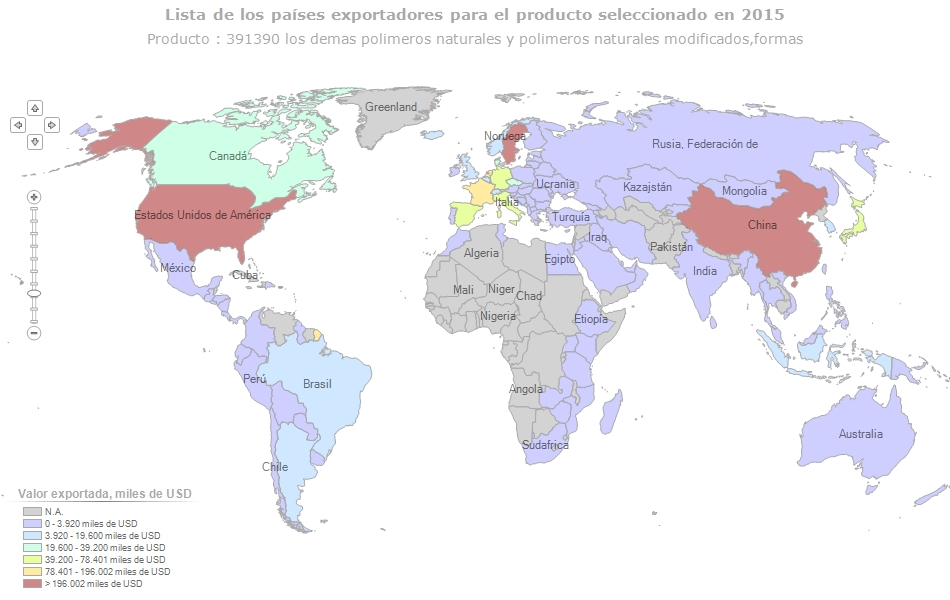 Lista de los países exportadores para el producto seleccionado en 2015
Producto : 391390 los demas polimeros naturales y polimeros naturales modificados,formas
Greenland
Noruega
Canadá
Rusia, Federación de
Ucrania
Kazajstán
Mongolia
Italia
Estados Unidos de América
Turquía
China
Iraq
Pakistán
Argelia
Egipto
México
Cuba
India
Mali
Niger
Chad
Nigeria
Etiopía
Perú
Brasil
Angola
Australia
Sudafrica
Chile
Valor exportada, miles de USD
N.A.
0 - 3.920 miles de USD
3.920 - 19.600 miles de USD
19.600 - 39.200 miles de USD
39.200 - 78.401 miles de USD
78.401 - 196.002 miles de USD
> 196.002 miles de USD